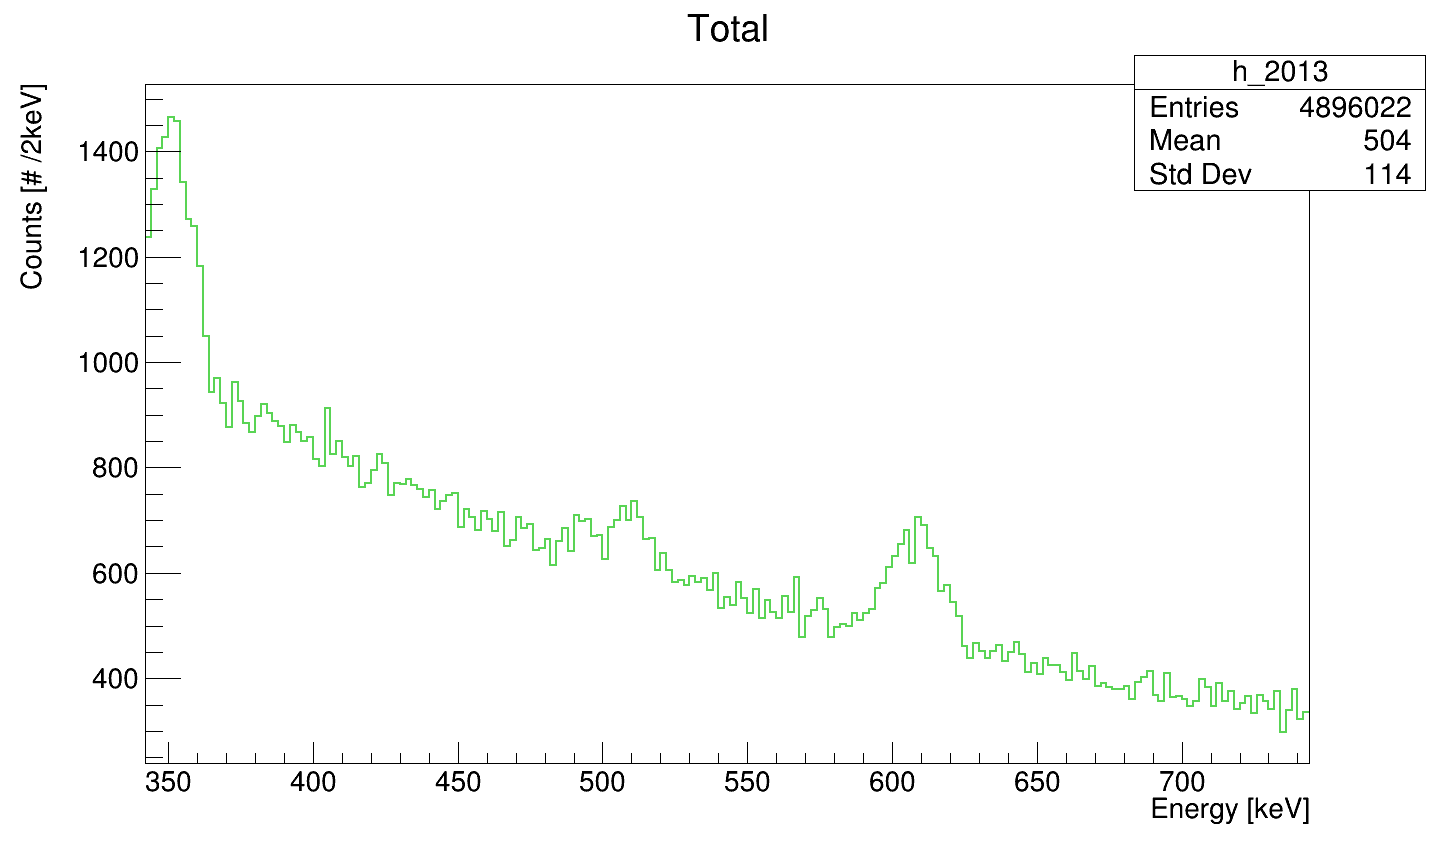 Total
h_2013
Entries 4896022
Mean 504
Std Dev 114
Counts [# /2keV]
1400
1200
1000
800
600
400
350 400 450 500 550 600 650 700
Energy [keV]